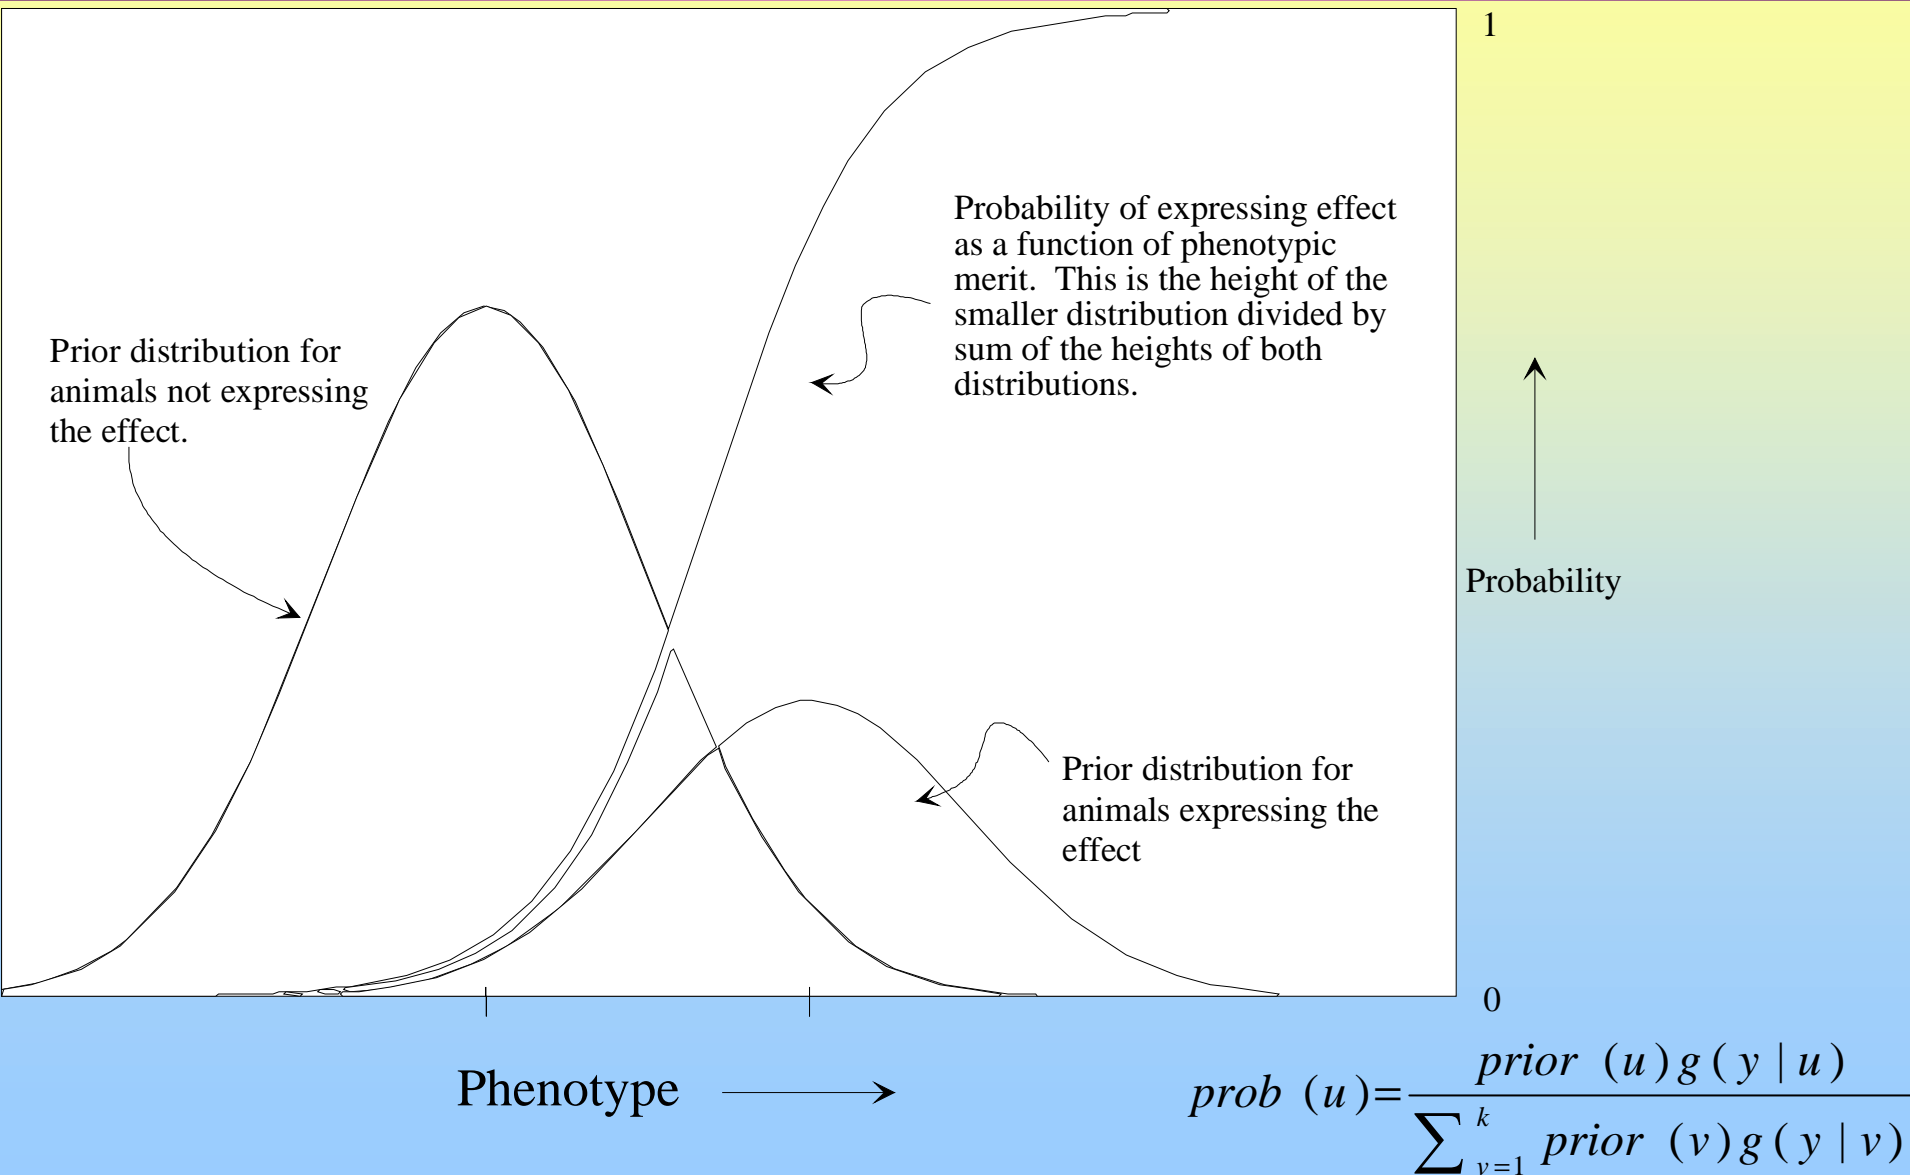 1
Probability of expressing effect
as a function of phenotypic
merit. This is the height of the
smaller distribution divided by
sum of the heights of both
distributions.
Prior distribution for
animals not expressing
the effect.
Probability
Prior distribution for
animals expressing the
effect
0
Phenotype
prob (u)= prior (u)g(y|u)
∑ k v=1 prior (v)g(y|v)